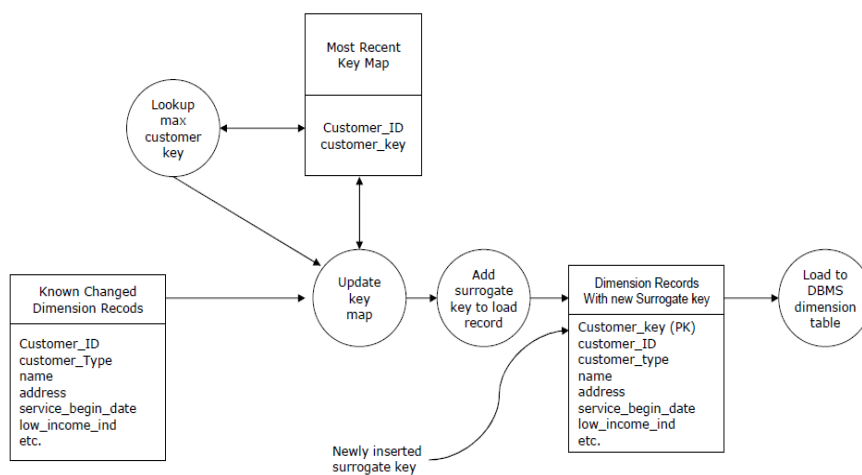 Most Recent
Key Map
Customer_ID
customer_key
Lookup
max
customer
key
Known Changed
Dimension Recods
Customer_ID
customer_Type
name
address
service_begin_date
low_income_ind
etc.
Update
key
map
Add
surrogate
key to load
record
Dimension Records
With new Surrogate key
Customer_key (PK)
customer_ID
customer_type
name
address
service_begin_date
low_income_ind
etc.
Load to
DBMS
dimension
table
Newly inserted
surrogate key